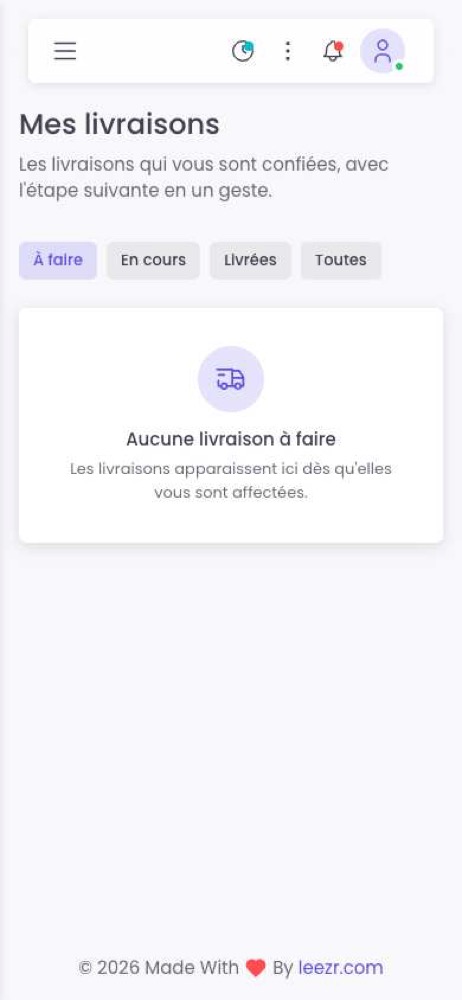 Mes livraisons
Les livraisons qui vous sont confiées, avec
l'étape suivante en un geste.
À faire
En cours
Livrées
Toutes
Aucune livraison à faire
Les livraisons apparaissent ici dès qu'elles
vous sont affectées.
© 2026 Made With ❤ By leezr.com